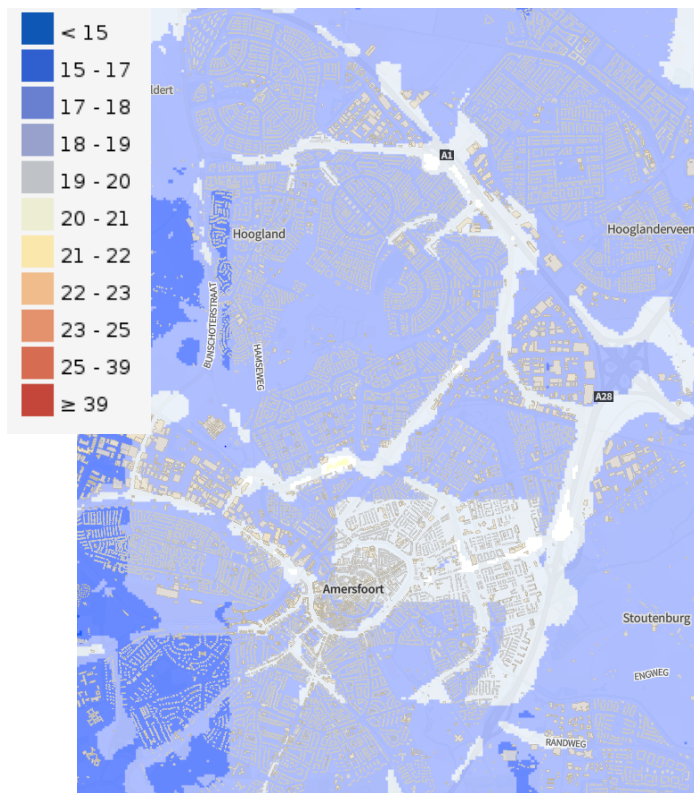 < 15
15 - 17
17 - 18
18 - 19
19 - 20
20 - 21
21 - 22
22 - 23
23 - 25
25 - 39
≥ 39
ldert
A1
Hooglanderveen
Hoogland
BUNSCHOTERSTRAAT
HAMSEWEG
A28
Amersfoort
Stoutenburg
ENGWEG
RANDWEG